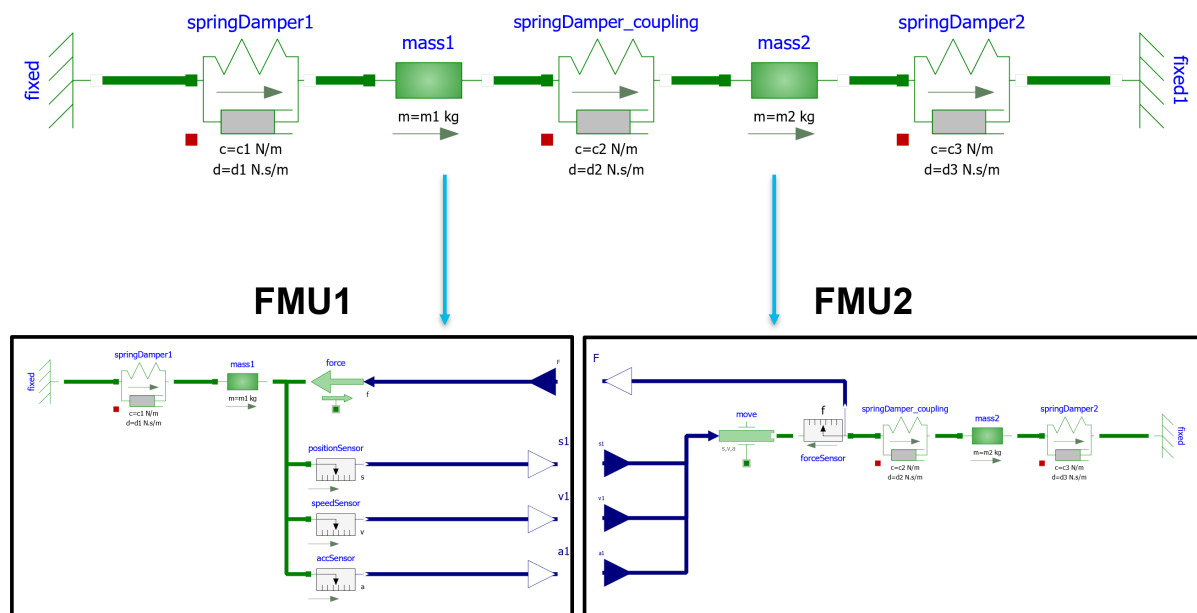 springDamper1
springDamper_coupling
springDamper2
mass1
mass2
fixed
fixed1
m=m1 kg
m=m2 kg
c=c1 N/m
d=d1 N.s/m
c=c2 N/m
d=d2 N.s/m
c=c3 N/m
d=d3 N.s/m
FMU1
FMU2
springDamper1
mass1
force
F
fixed
m=m1 kg
f
c=c1 N/m
d=d1 N.s/m
positionSensor
s1
s
speedSensor
v1
v
accSensor
a1
a
F
move
f
springDamper_coupling
mass2
springDamper2
s1
s,v,a
forceSensor
m=m2 kg
fixed
c=c2 N/m
d=d2 N.s/m
c=c3 N/m
d=d3 N.s/m
v1
a1